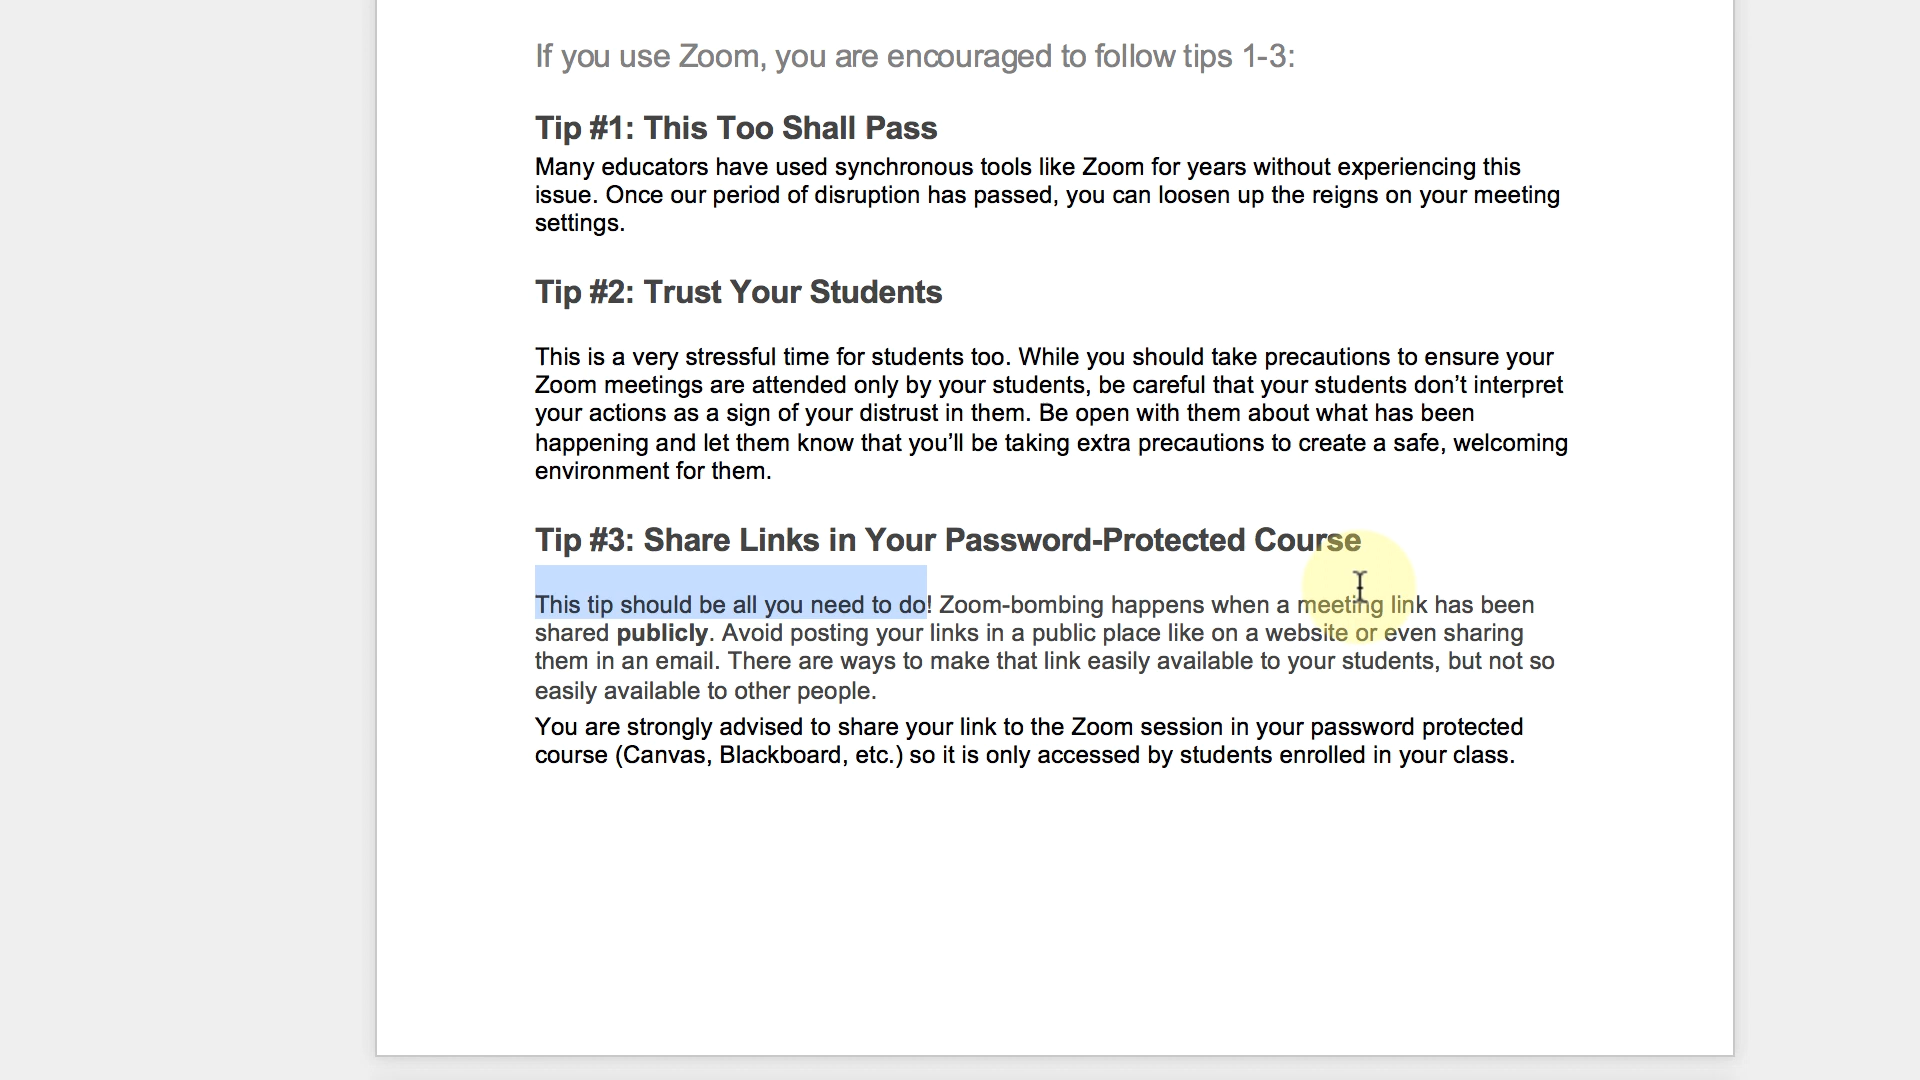 If you use Zoom, you are encouraged to follow tips 1-3:
Tip #1: This Too Shall Pass
Many educators have used synchronous tools like Zoom for years without experiencing this
issue. Once our period of disruption has passed, you can loosen up the reigns on your meeting
settings.
Tip #2: Trust Your Students
This is a very stressful time for students too. While you should take precautions to ensure your
Zoom meetings are attended only by your students, be careful that your students don’t interpret
your actions as a sign of your distrust in them. Be open with them about what has been
happening and let them know that you’ll be taking extra precautions to create a safe, welcoming
environment for them.
Tip #3: Share Links in Your Password-Protected Course
This tip should be all you need to do! Zoom-bombing happens when a meeting link has been
shared publicly. Avoid posting your links in a public place like on a website or even sharing
them in an email. There are ways to make that link easily available to your students, but not so
easily available to other people.
You are strongly advised to share your link to the Zoom session in your password protected
course (Canvas, Blackboard, etc.) so it is only accessed by students enrolled in your class.